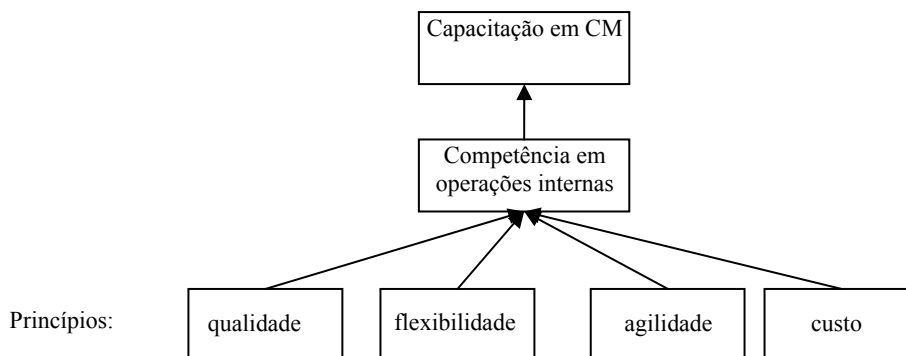 Capacitação em CM
Competência em
operações internas
Princípios:
qualidade
flexibilidade
agilidade
custo